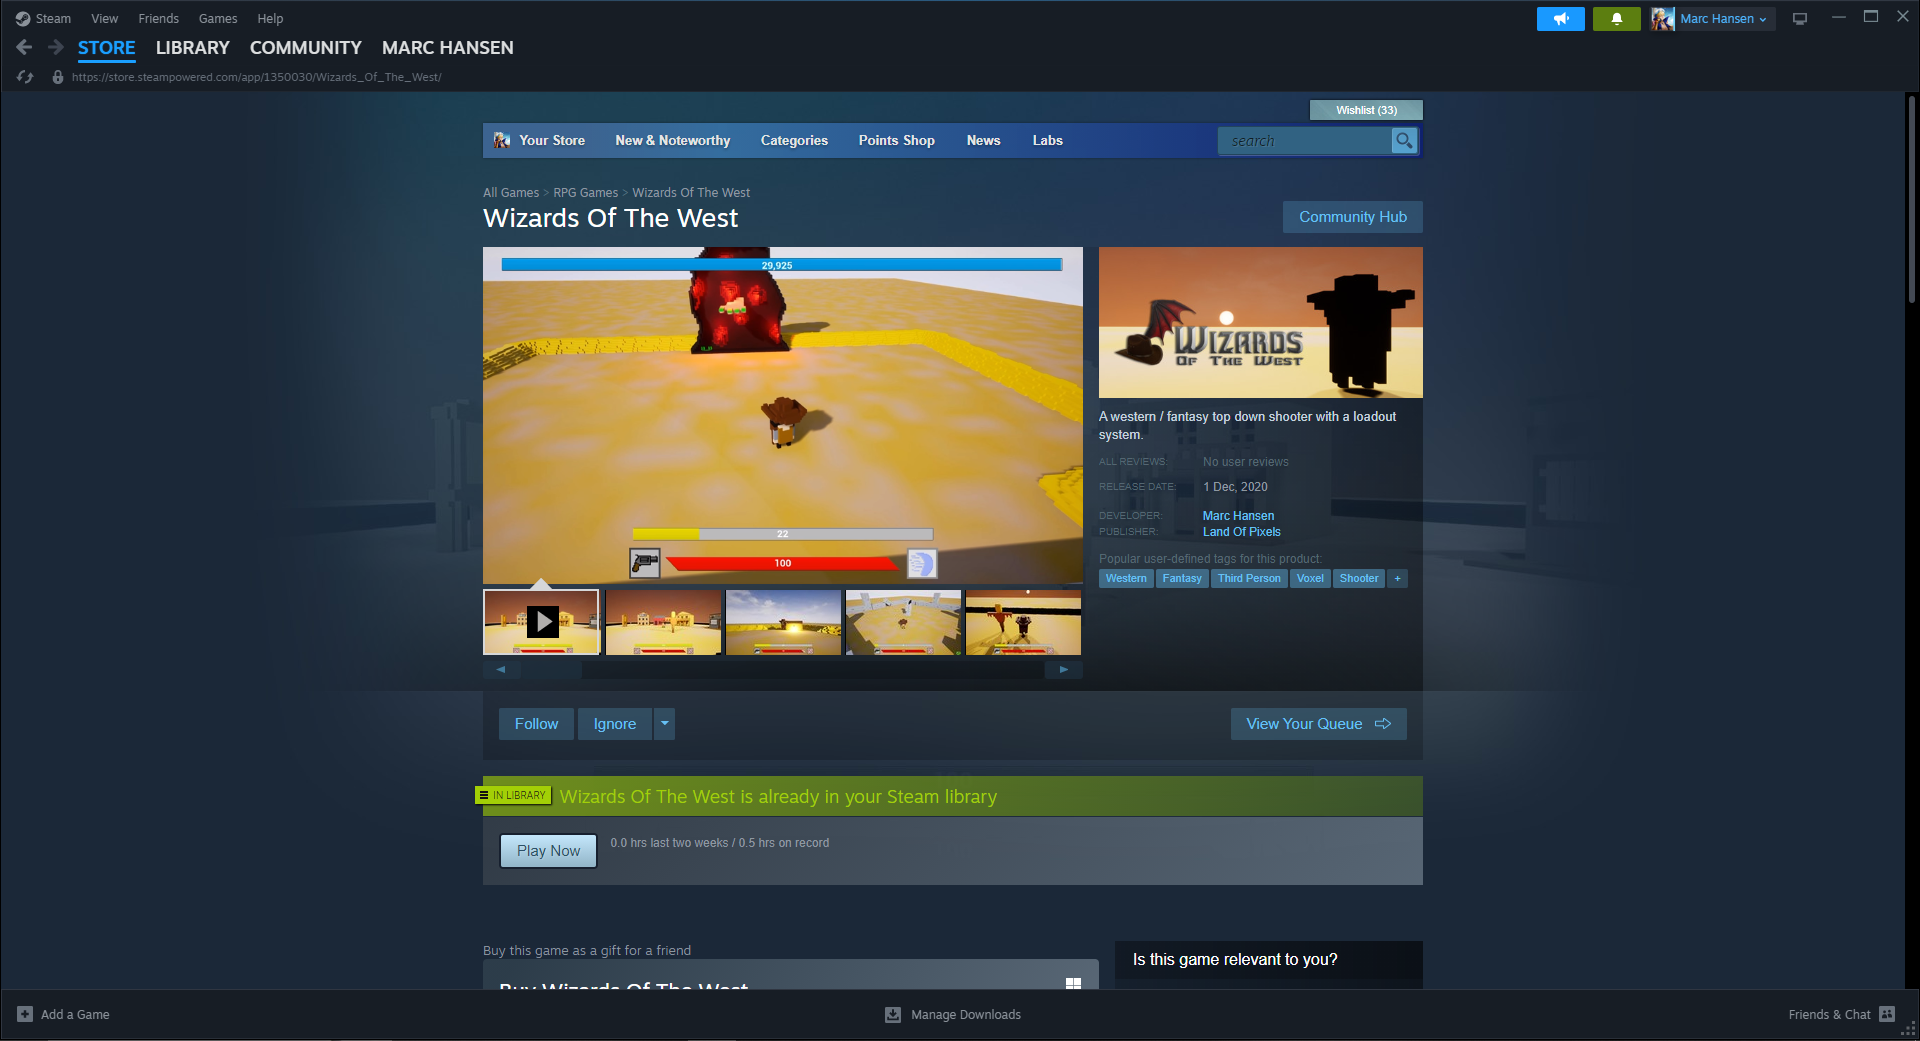 Steam View Friends Games Help
Marc Hansen
STORE LIBRARY COMMUNITY MARC HANSEN
https://store.steampowered.com/app/1350030/Wizards_Of_The_West/
Wishlist (33)
Your Store New & Noteworthy Categories Points Shop News Labs search
All Games > RPG Games > Wizards Of The West
Wizards Of The West
Community Hub
29,925
22
100
WIZARDS
OF THE WEST
A western / fantasy top down shooter with a loadout
system.
ALL REVIEWS: No user reviews
RELEASE DATE: 1 Dec, 2020
DEVELOPER: Marc Hansen
PUBLISHER: Land Of Pixels
Popular user-defined tags for this product:
Western Fantasy Third Person Voxel Shooter +
Follow Ignore View Your Queue
IN LIBRARY Wizards Of The West is already in your Steam library
Play Now 0.0 hrs last two weeks / 0.5 hrs on record
Buy this game as a gift for a friend
Buy Wizards Of The West
Is this game relevant to you?
Add a Game Manage Downloads Friends & Chat